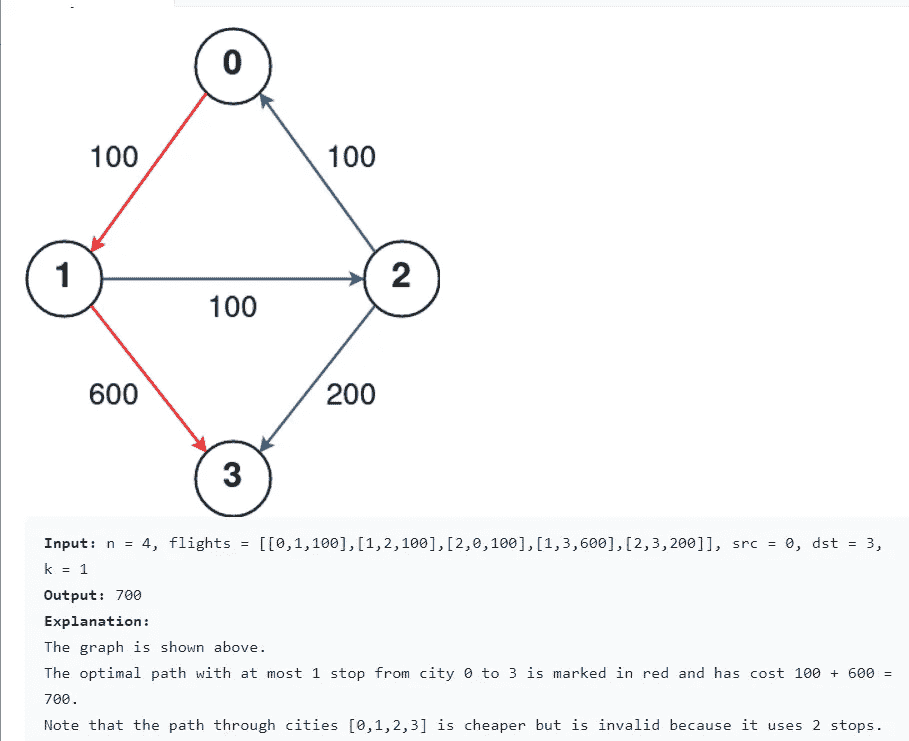 0
100 100
1 2
100
600 200
3
Input: n = 4, flights = [[0,1,100],[1,2,100],[2,0,100],[1,3,600],[2,3,200]], src = 0, dst = 3,
k = 1
Output: 700
Explanation:
The graph is shown above.
The optimal path with at most 1 stop from city 0 to 3 is marked in red and has cost 100 + 600 =
700.
Note that the path through cities [0,1,2,3] is cheaper but is invalid because it uses 2 stops.